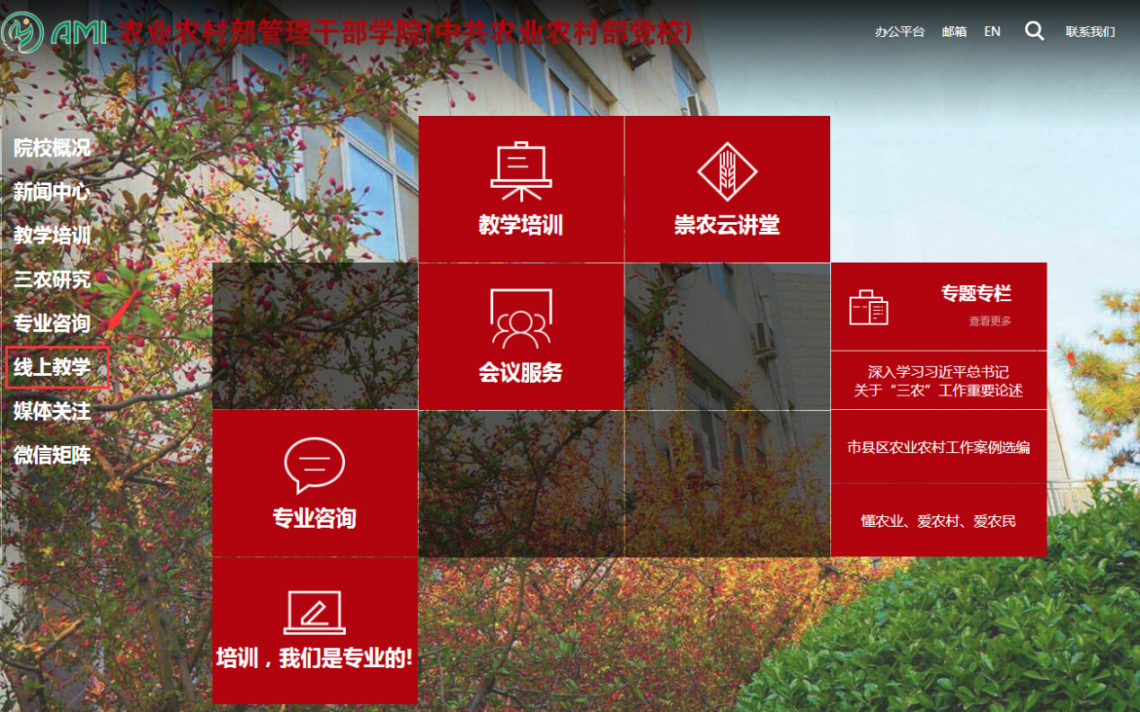 AMI 农业农村部管理干部学院(中共农业农村部党校)
办公平台 邮箱 EN 联系我们
院校概况
新闻中心
教学培训
三农研究
专业咨询
线上教学
媒体关注
微信矩阵
教学培训
崇农云讲堂
会议服务
专题专栏
查看更多
深入学习习近平总书记
关于“三农”工作重要论述
市县区农业农村工作案例选编
懂农业、爱农村、爱农民
专业咨询
培训，我们是专业的!